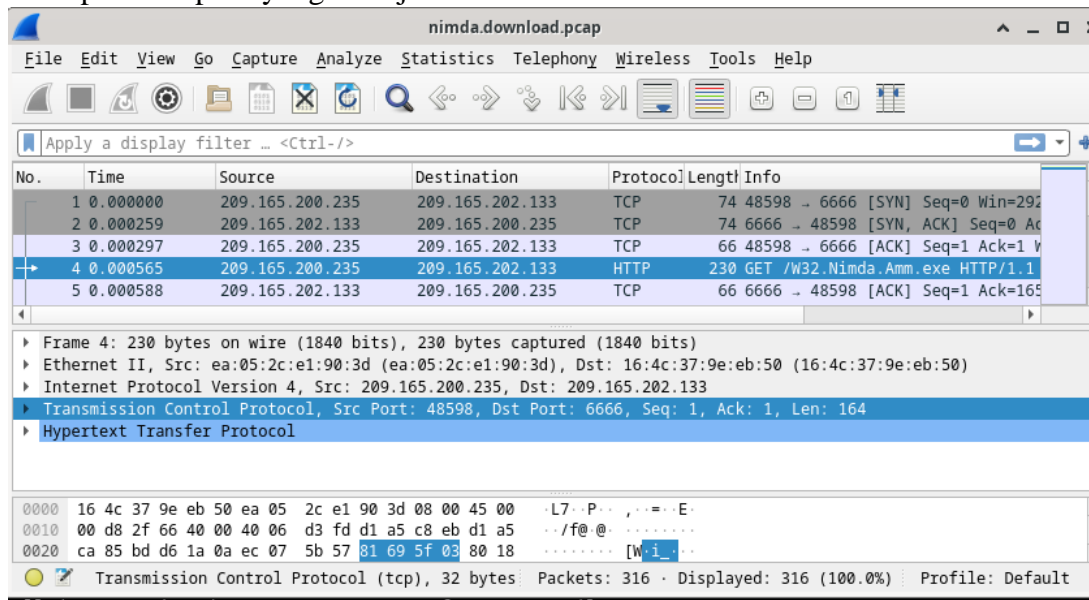 nimda.download.pcap
File Edit View Go Capture Analyze Statistics Telephony Wireless Tools Help
Apply a display filter … <Ctrl-/>
No. Time Source Destination Protocol Length Info
1 0.000000 209.165.200.235 209.165.202.133 TCP 74 48598 → 6666 [SYN] Seq=0 Win=292
2 0.000259 209.165.202.133 209.165.200.235 TCP 74 6666 → 48598 [SYN, ACK] Seq=0 Ac
3 0.000297 209.165.200.235 209.165.202.133 TCP 66 48598 → 6666 [ACK] Seq=1 Ack=1 W
4 0.000565 209.165.200.235 209.165.202.133 HTTP 230 GET /W32.Nimda.Amm.exe HTTP/1.1
5 0.000588 209.165.202.133 209.165.200.235 TCP 66 6666 → 48598 [ACK] Seq=1 Ack=165
Frame 4: 230 bytes on wire (1840 bits), 230 bytes captured (1840 bits)
Ethernet II, Src: ea:05:2c:e1:90:3d (ea:05:2c:e1:90:3d), Dst: 16:4c:37:9e:eb:50 (16:4c:37:9e:eb:50)
Internet Protocol Version 4, Src: 209.165.200.235, Dst: 209.165.202.133
Transmission Control Protocol, Src Port: 48598, Dst Port: 6666, Seq: 1, Ack: 1, Len: 164
Hypertext Transfer Protocol
0000 16 4c 37 9e eb 50 ea 05 2c e1 90 3d 08 00 45 00 ·L7··P·· ,··=··E·
0010 00 d8 2f 66 40 00 40 06 d3 fd d1 a5 c8 eb d1 a5 ··/f@·@· ········
0020 ca 85 bd d6 1a 0a ec 07 5b 57 81 69 5f 03 80 18 ········ [W·i_···
Transmission Control Protocol (tcp), 32 bytes Packets: 316 · Displayed: 316 (100.0%) Profile: Default